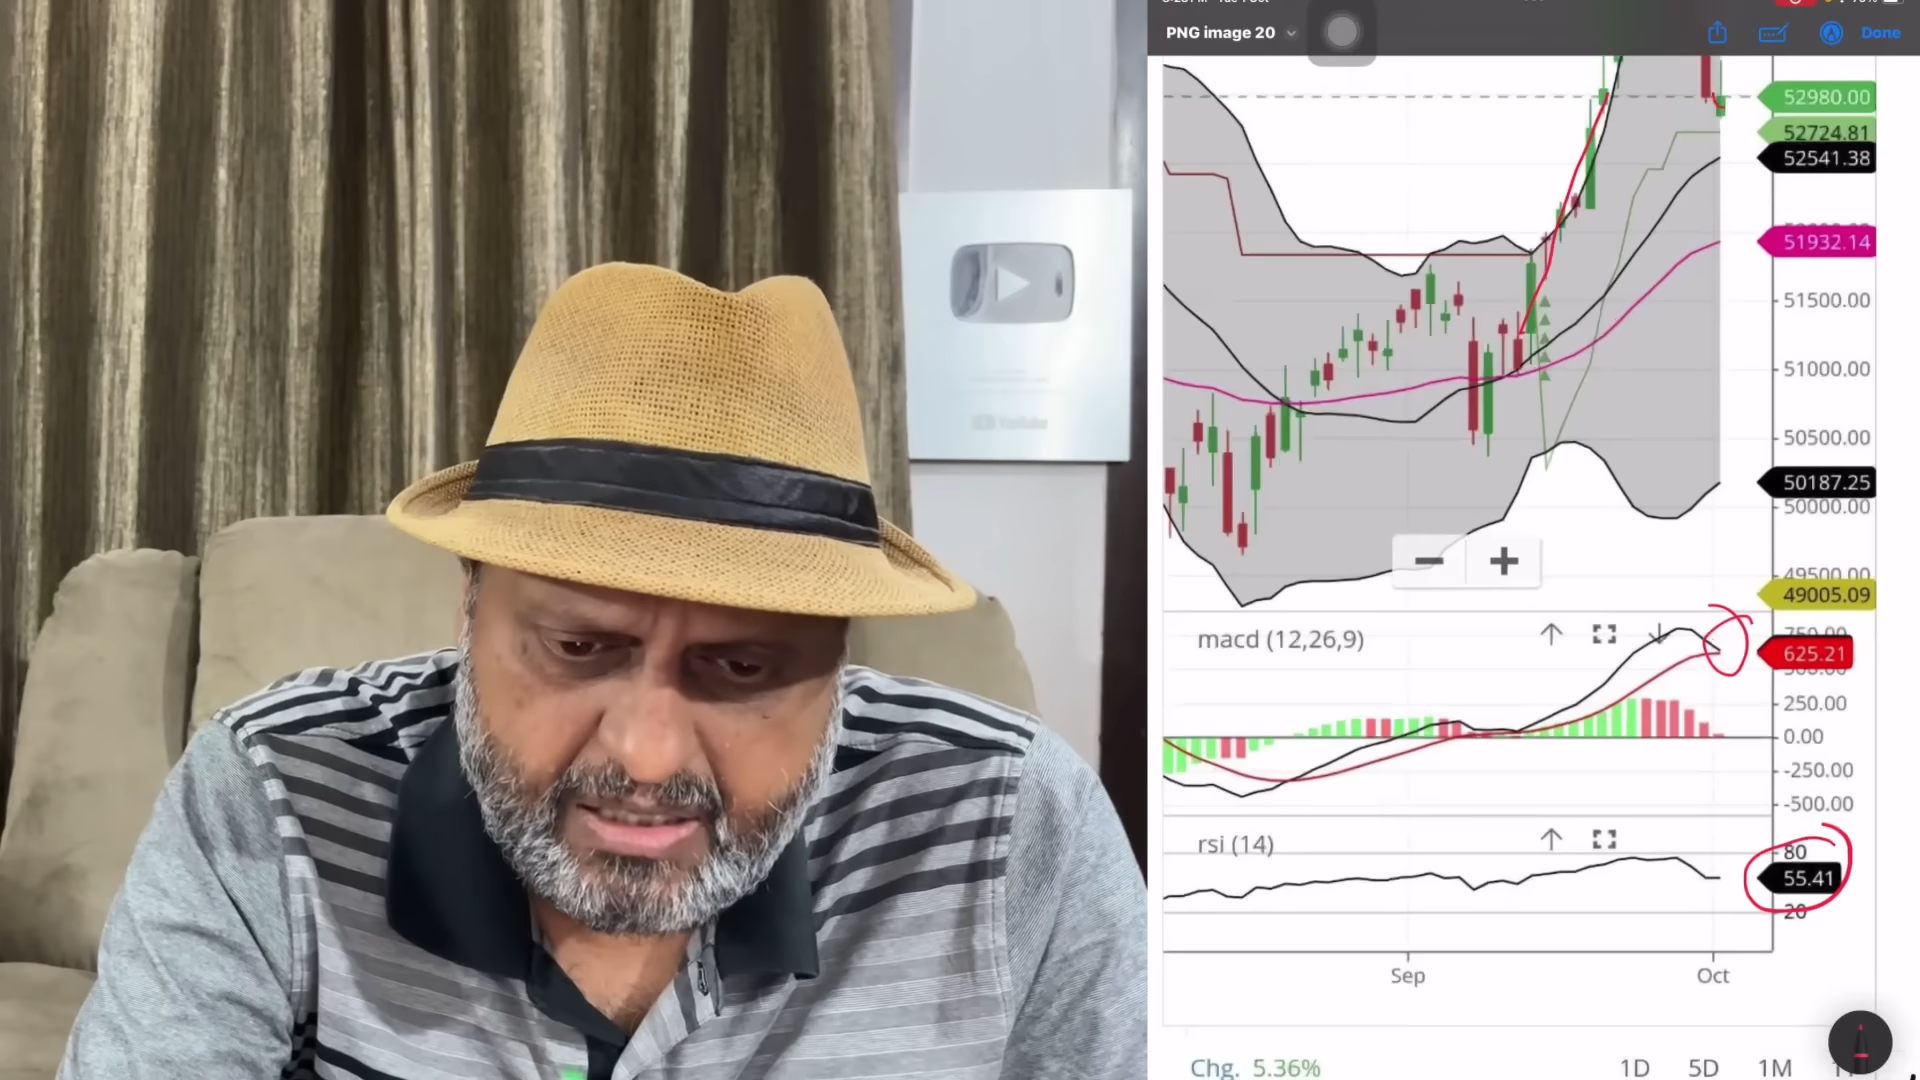 PNG image 20
Done
52980.00
52724.81
52541.38
51932.14
51500.00
51000.00
50500.00
50187.25
50000.00
49500.00
49005.09
macd (12,26,9)
625.21
250.00
0.00
-250.00
-500.00
rsi (14)
80
55.41
20
Sep
Oct
Chg. 5.36%
1D
5D
1M